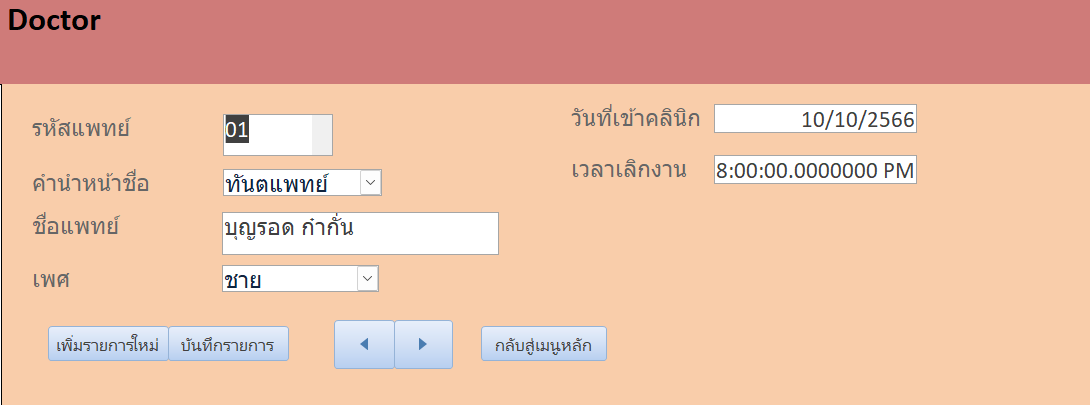 Doctor
รหัสแพทย์ 01
คำนำหน้าชื่อ ทันตแพทย์
ชื่อแพทย์ บุญรอด ก๋ากั่น
เพศ ชาย
วันที่เข้าคลินิก 10/10/2566
เวลาเลิกงาน 8:00:00.0000000 PM
เพิ่มรายการใหม่ บันทึกรายการ กลับสู่เมนูหลัก